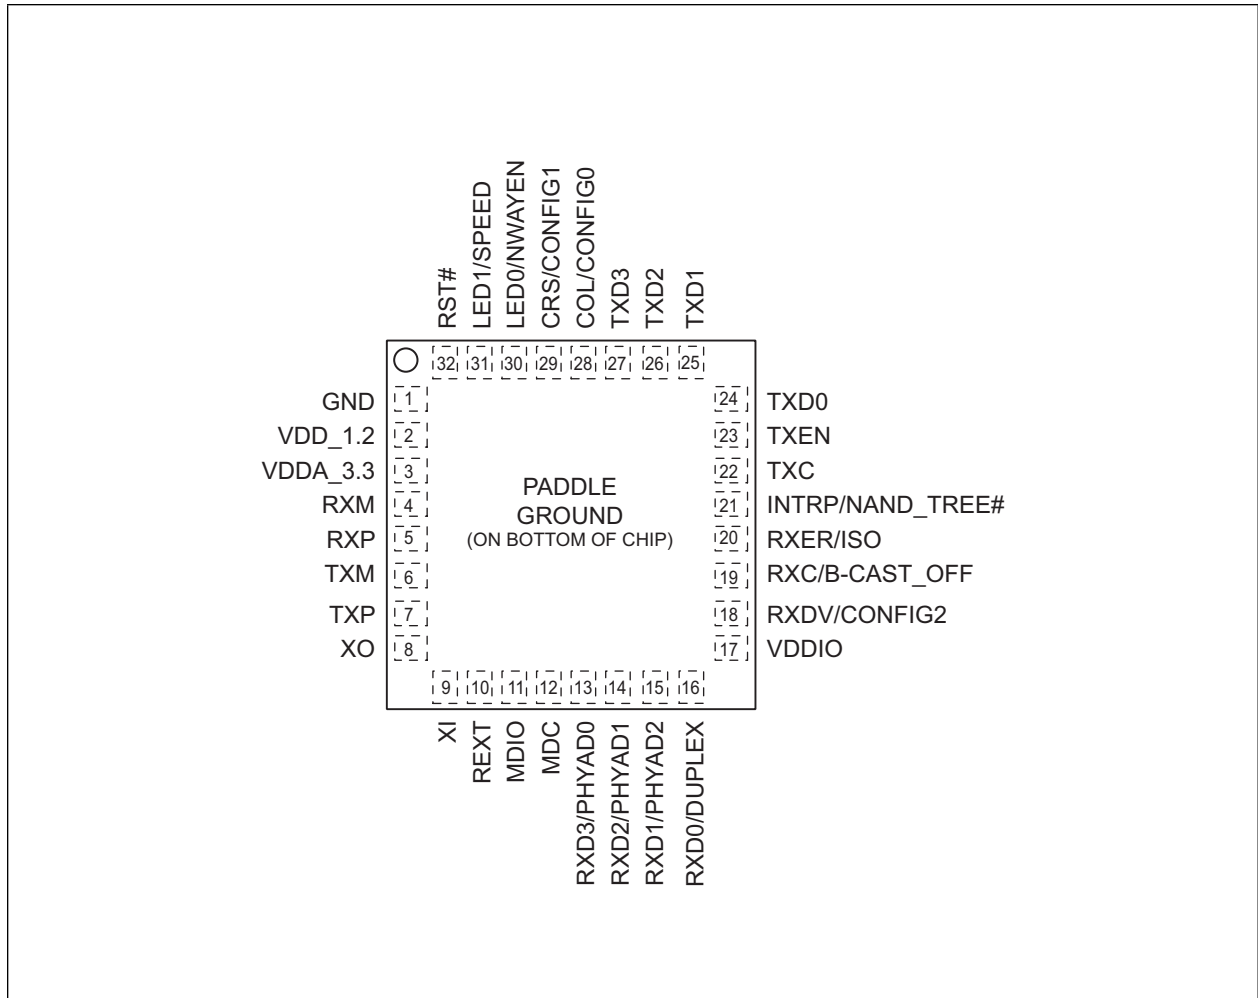 RST#
LED1/SPEED
LED0/NWAYEN
CRS/CONFIG1
COL/CONFIG0
TXD3
TXD2
TXD1
32 31 30 29 28 27 26 25
GND 1
VDD_1.2 2
VDDA_3.3 3
RXM 4
RXP 5
TXM 6
TXP 7
XO 8
PADDLE
GROUND
(ON BOTTOM OF CHIP)
24 TXD0
23 TXEN
22 TXC
21 INTRP/NAND_TREE#
20 RXER/ISO
19 RXC/B-CAST_OFF
18 RXDV/CONFIG2
17 VDDIO
9 10 11 12 13 14 15 16
XI
REXT
MDIO
MDC
RXD3/PHYAD0
RXD2/PHYAD1
RXD1/PHYAD2
RXD0/DUPLEX